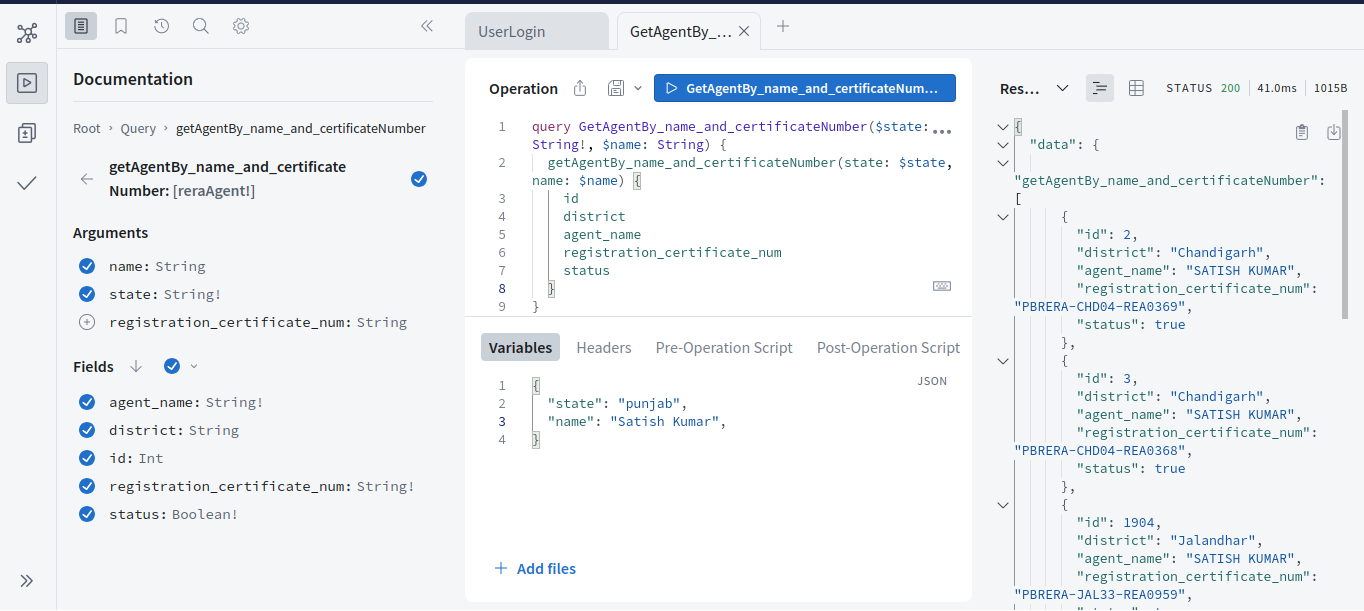 Documentation
Root › Query › getAgentBy_name_and_certificateNumber
getAgentBy_name_and_certificate
Number: [reraAgent!]
Arguments
name: String
state: String!
registration_certificate_num: String
Fields
agent_name: String!
district: String
id: Int
registration_certificate_num: String!
status: Boolean!
UserLogin
GetAgentBy_...
Operation
GetAgentBy_name_and_certificateNum...
1 query GetAgentBy_name_and_certificateNumber($state:
String!, $name: String) {
2 getAgentBy_name_and_certificateNumber(state: $state,
name: $name) {
3 id
4 district
5 agent_name
6 registration_certificate_num
7 status
8 }
9 }
Variables Headers Pre-Operation Script Post-Operation Script
JSON
1 {
2 "state": "punjab",
3 "name": "Satish Kumar",
4 }
+ Add files
Res... STATUS 200 41.0ms 1015B
{
"data": {
"getAgentBy_name_and_certificateNumber":
[
{
"id": 2,
"district": "Chandigarh",
"agent_name": "SATISH KUMAR",
"registration_certificate_num":
"PBRERA-CHD04-REA0369",
"status": true
},
{
"id": 3,
"district": "Chandigarh",
"agent_name": "SATISH KUMAR",
"registration_certificate_num":
"PBRERA-CHD04-REA0368",
"status": true
},
{
"id": 1904,
"district": "Jalandhar",
"agent_name": "SATISH KUMAR",
"registration_certificate_num":
"PBRERA-JAL33-REA0959",